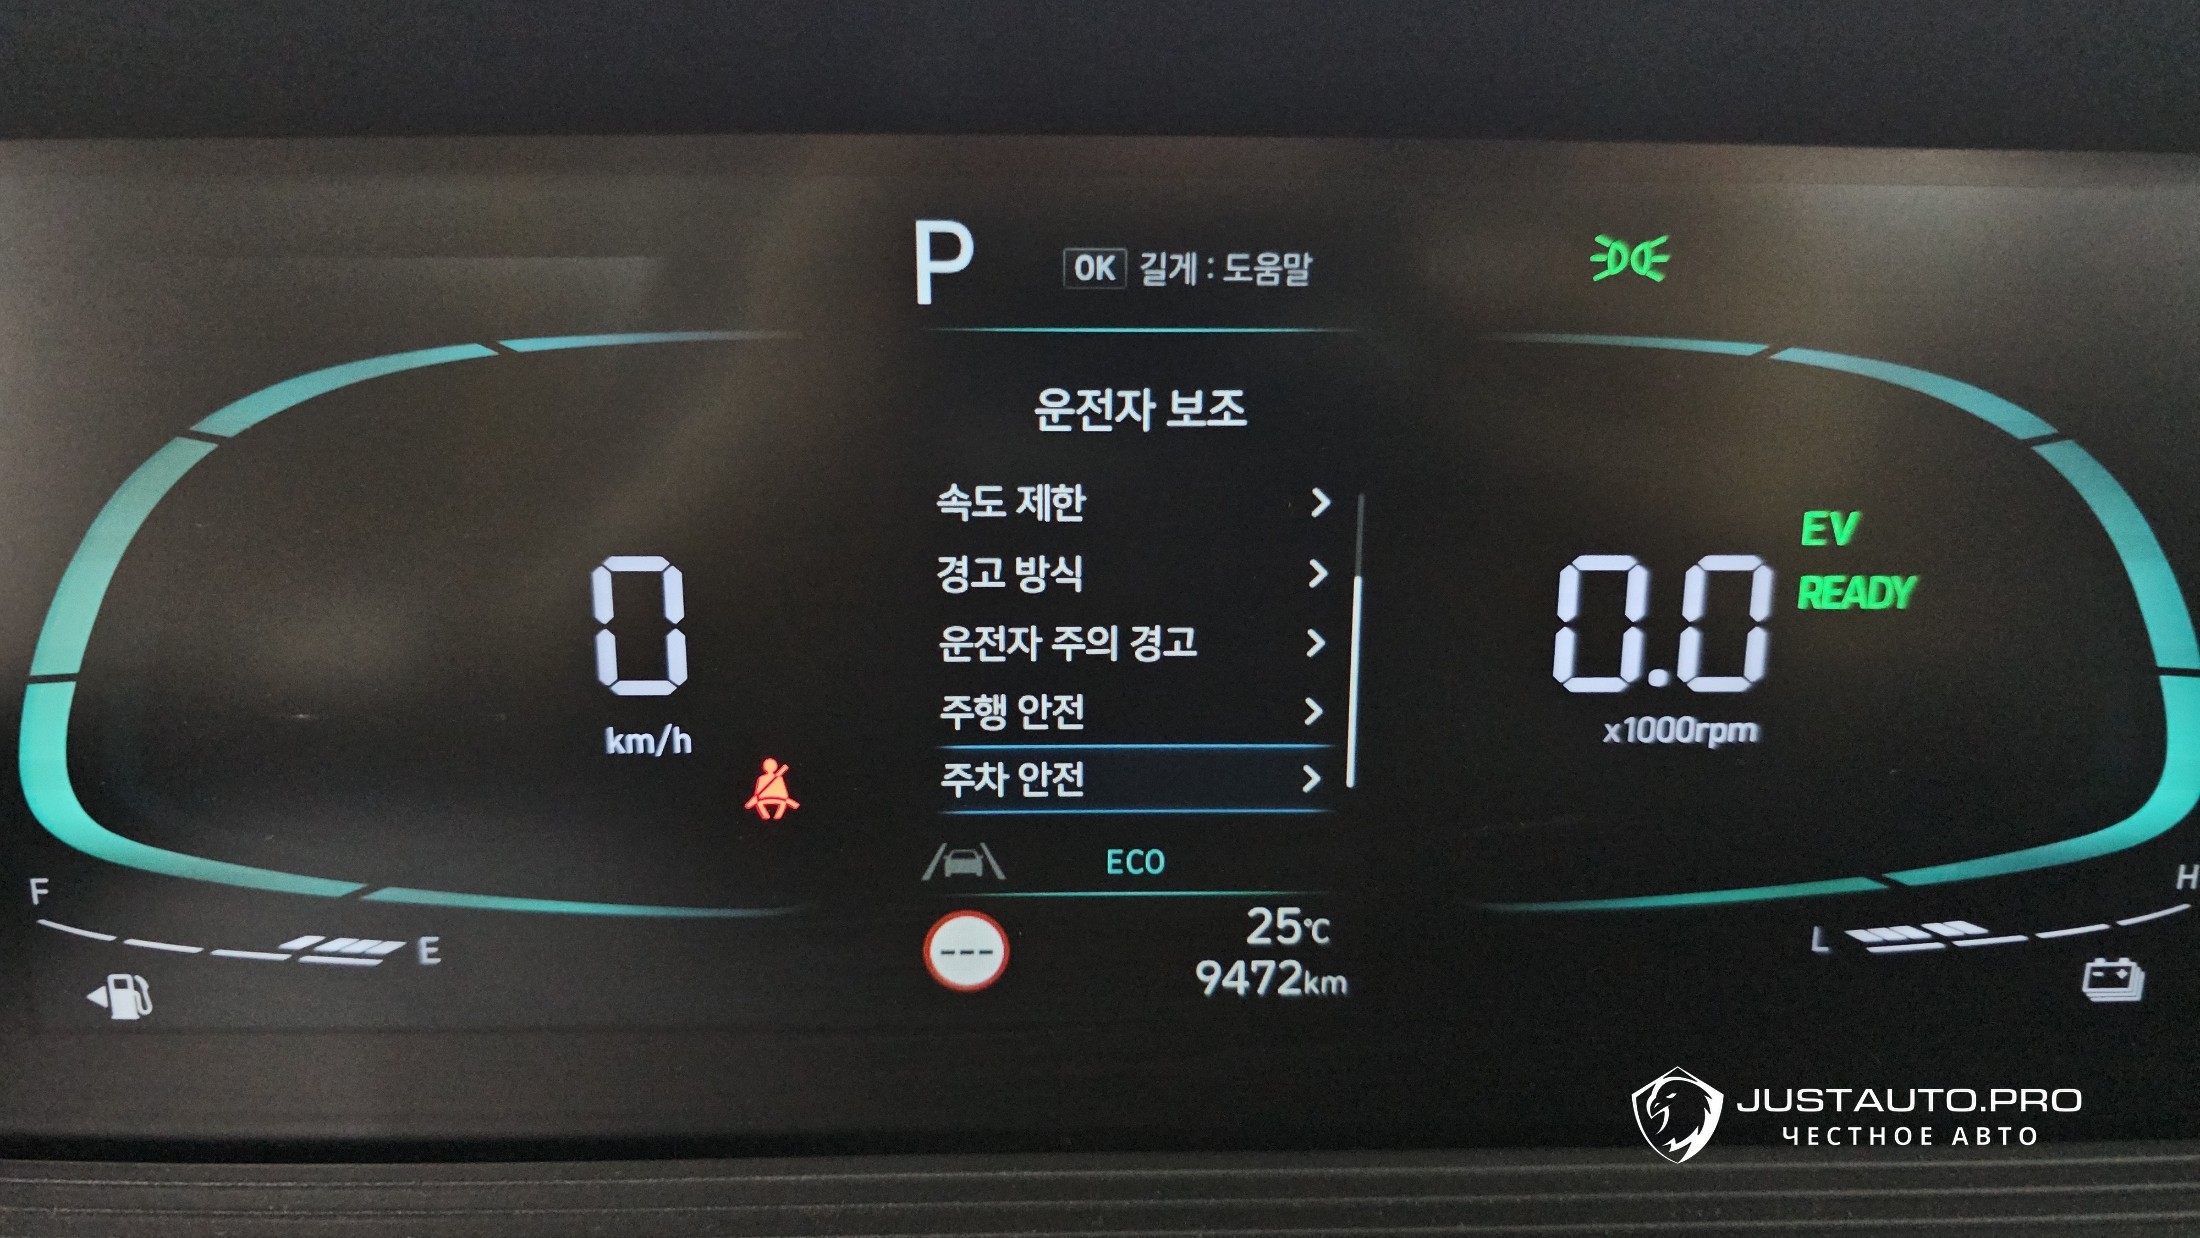 P
OK 길게 : 도움말
운전자 보조
속도 제한
경고 방식
운전자 주의 경고
주행 안전
주차 안전
0
km/h
0.0
x1000rpm
EV
READY
ECO
F
E
L
H
---
25℃
9472km
JUSTAUTO.PRO
ЧЕСТНОЕ АВТО